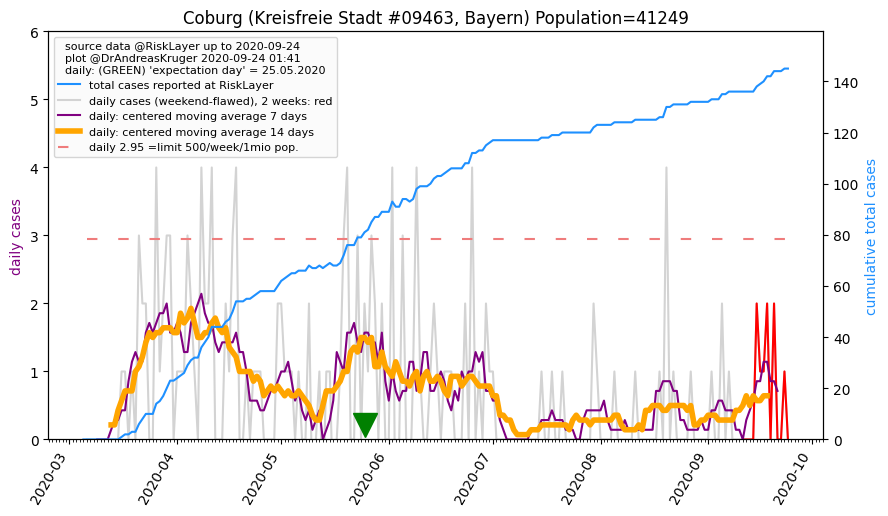 Coburg (Kreisfreie Stadt #09463, Bayern) Population=41249
source data @RiskLayer up to 2020-09-24
plot @DrAndreasKruger 2020-09-24 01:41
daily: (GREEN) 'expectation day' = 25.05.2020
total cases reported at RiskLayer
daily cases (weekend-flawed), 2 weeks: red
daily: centered moving average 7 days
daily: centered moving average 14 days
daily 2.95 =limit 500/week/1mio pop.
daily cases
6
5
4
3
2
1
0
cumulative total cases
140
120
100
80
60
40
20
0
2020-03
2020-04
2020-05
2020-06
2020-07
2020-08
2020-09
2020-10